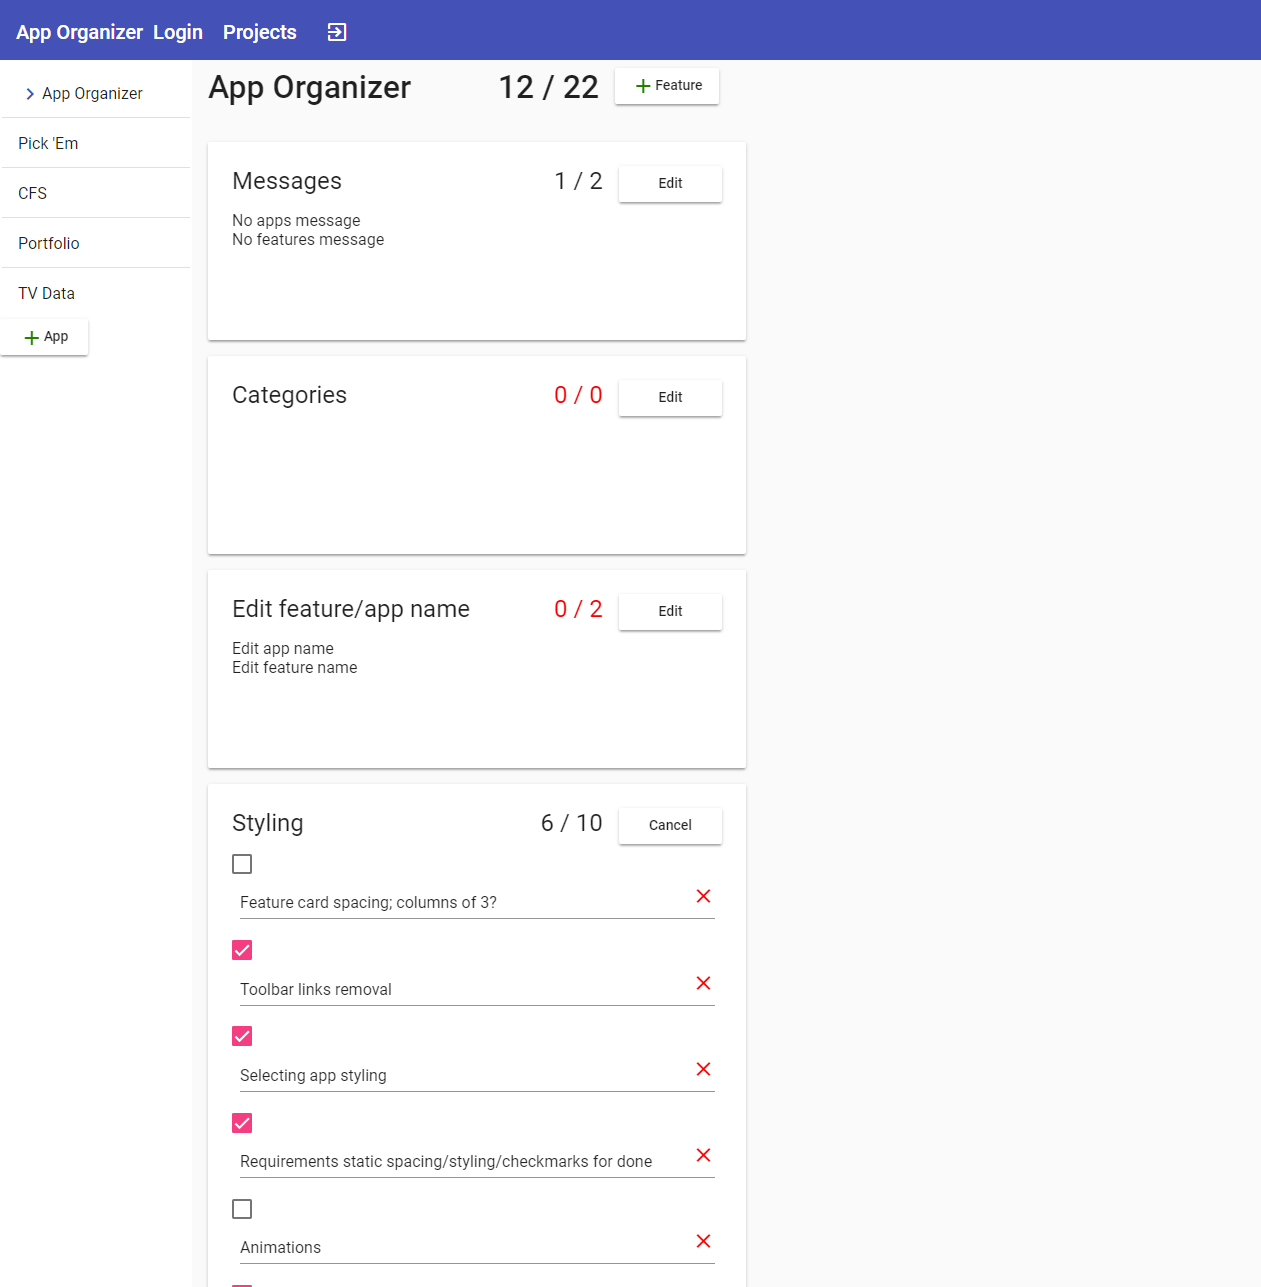 App Organizer Login Projects
App Organizer
Pick 'Em
CFS
Portfolio
TV Data
App
App Organizer 12 / 22 Feature
Messages 1 / 2 Edit
No apps message
No features message
Categories 0 / 0 Edit
Edit feature/app name 0 / 2 Edit
Edit app name
Edit feature name
Styling 6 / 10 Cancel
Feature card spacing; columns of 3?
Toolbar links removal
Selecting app styling
Requirements static spacing/styling/checkmarks for done
Animations